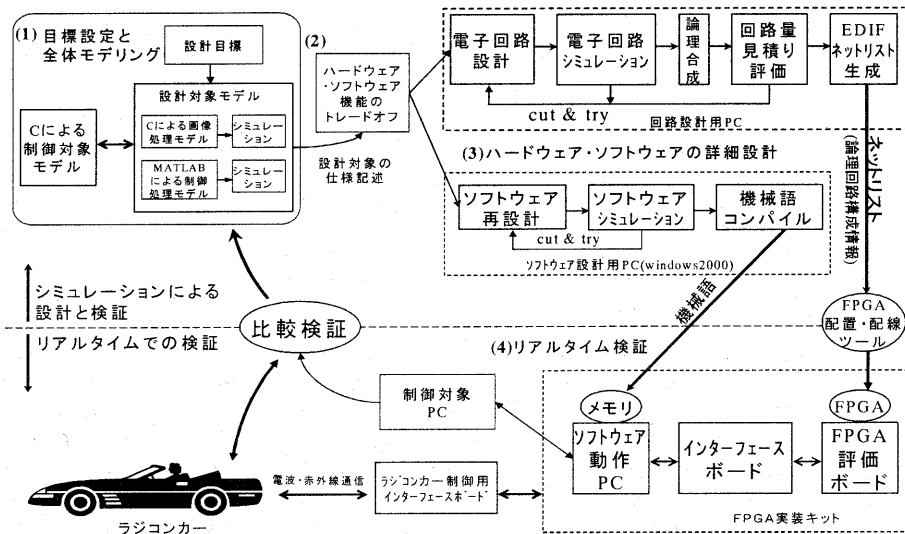 (1)目標設定と
全体モデリング
設計目標
設計対象モデル
Cによる画像
処理モデル
シミュレー
ション
MATLAB
による制御
処理モデル
シミュレー
ション
Cによる
制御対象
モデル
(2)
ハードウェア
・ソフトウェア
機能の
トレードオフ
設計対象の
仕様記述
電子回路
設計
電子回路
シミュレーション
論理合成
回路量
見積り
評価
EDIF
ネットリスト
生成
cut & try
回路設計用PC
(3)ハードウェア・ソフトウェアの詳細設計
ソフトウェア
再設計
ソフトウェア
シミュレーション
機械語
コンパイル
cut & try
ソフトウェア設計用PC(windows2000)
ネットリスト
(論理回路構成情報)
機械語
シミュレーションによる
設計と検証
リアルタイムでの検証
比較検証
(4)リアルタイム検証
FPGA
配置・配線
ツール
制御対象
PC
メモリ
ソフトウェア
動作
PC
インターフェース
ボード
FPGA
FPGA
評価
ボード
FPGA実装キット
電波・赤外線通信
ラジコンカー制御用
インターフェースボード
ラジコンカー